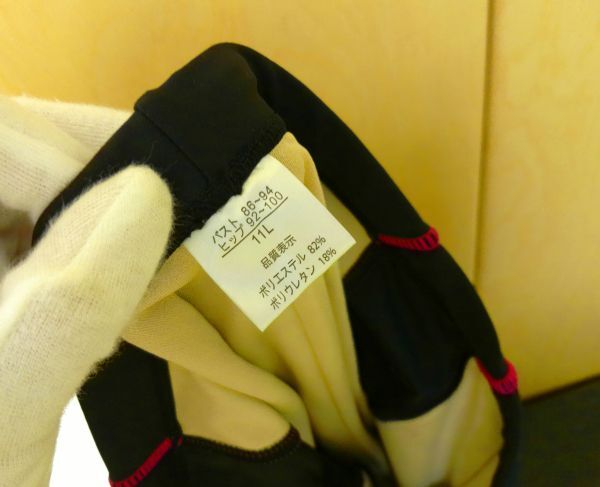 バスト 86~94
ヒップ 92~100
11L
品質表示
ポリエステル 82%
ポリウレタン 18%